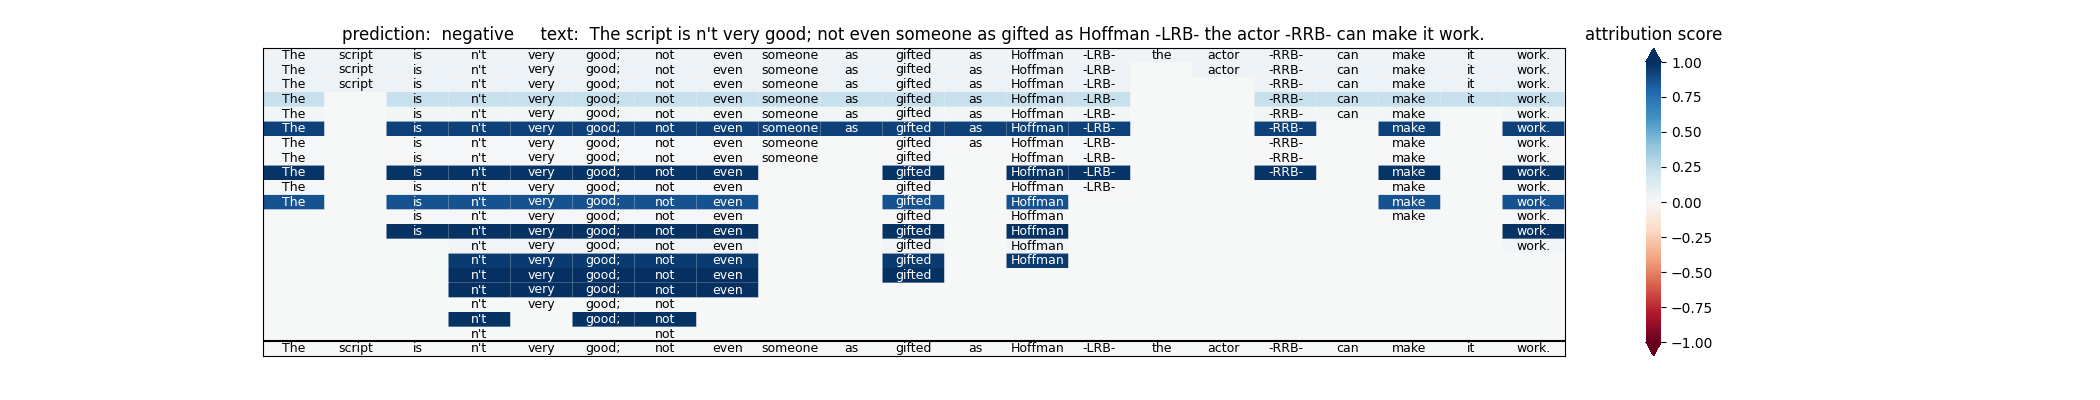 prediction:  negative     text:  The script is n't very good; not even someone as gifted as Hoffman -LRB- the actor -RRB- can make it work.
attribution score
The script is n't very good; not even someone as gifted as Hoffman -LRB- the actor -RRB- can make it work.
The script is n't very good; not even someone as gifted as Hoffman -LRB- actor -RRB- can make it work.
The script is n't very good; not even someone as gifted as Hoffman -LRB- -RRB- can make it work.
The is n't very good; not even someone as gifted as Hoffman -LRB- -RRB- can make it work.
The is n't very good; not even someone as gifted as Hoffman -LRB- -RRB- can make work.
The is n't very good; not even someone as gifted as Hoffman -LRB- -RRB- make work.
The is n't very good; not even someone gifted as Hoffman -LRB- -RRB- make work.
The is n't very good; not even someone gifted Hoffman -LRB- -RRB- make work.
The is n't very good; not even gifted Hoffman -LRB- -RRB- make work.
The is n't very good; not even gifted Hoffman -LRB- make work.
The is n't very good; not even gifted Hoffman make work.
is n't very good; not even gifted Hoffman make work.
is n't very good; not even gifted Hoffman work.
n't very good; not even gifted Hoffman work.
n't very good; not even gifted Hoffman
n't very good; not even gifted
n't very good; not even
n't very good; not
n't good; not
n't not
The script is n't very good; not even someone as gifted as Hoffman -LRB- the actor -RRB- can make it work.
1.00
0.75
0.50
0.25
0.00
−0.25
−0.50
−0.75
−1.00